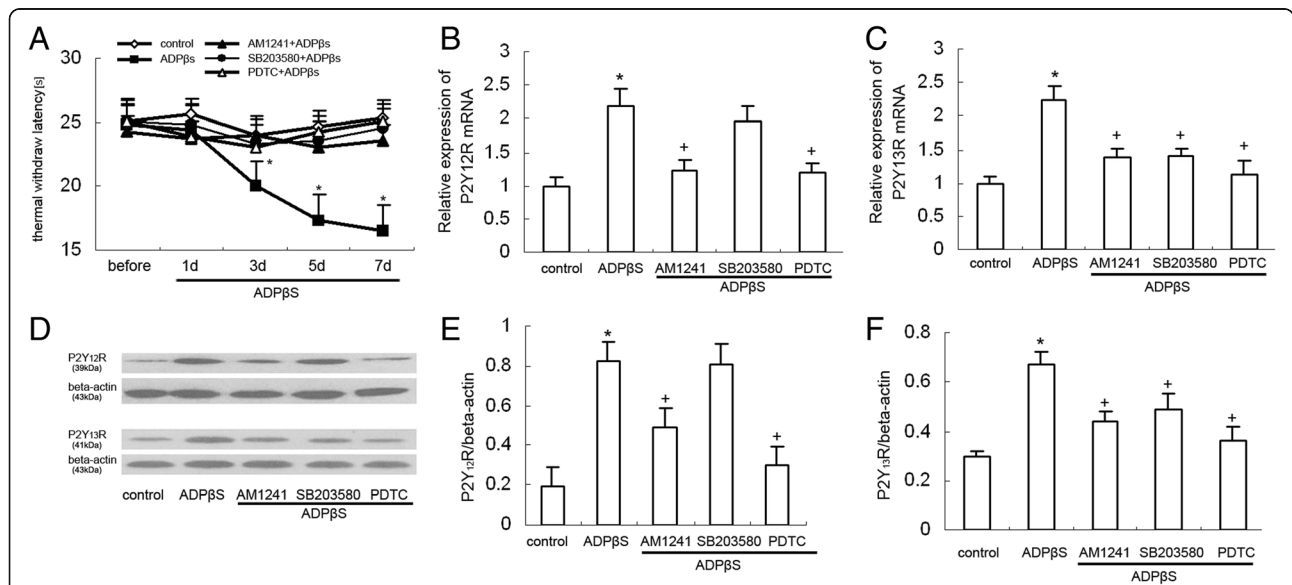 A
control
ADPβs
AM1241+ADPβs
SB203580+ADPβs
PDTC+ADPβs
thermal withdraw latency[s]
30
25
20
15
*
*
*
before
1d
3d
5d
7d
ADPβS
B
Relative expression of
P2Y12R mRNA
3
2.5
2
1.5
1
0.5
0
*
+
+
control
ADPβS
AM1241
SB203580
PDTC
ADPβS
C
Relative expression of
P2Y13R mRNA
3
2.5
2
1.5
1
0.5
0
*
+
+
+
control
ADPβS
AM1241
SB203580
PDTC
ADPβS
D
P2Y12R
(39kDa)
beta-actin
(43kDa)
P2Y13R
(41kDa)
beta-actin
(43kDa)
control
ADPβS
AM1241
SB203580
PDTC
ADPβS
E
P2Y12R/beta-actin
1
0.8
0.6
0.4
0.2
0
*
+
+
control
ADPβS
AM1241
SB203580
PDTC
ADPβS
F
P2Y13R/beta-actin
0.8
0.6
0.4
0.2
0
*
+
+
+
control
ADPβS
AM1241
SB203580
PDTC
ADPβS